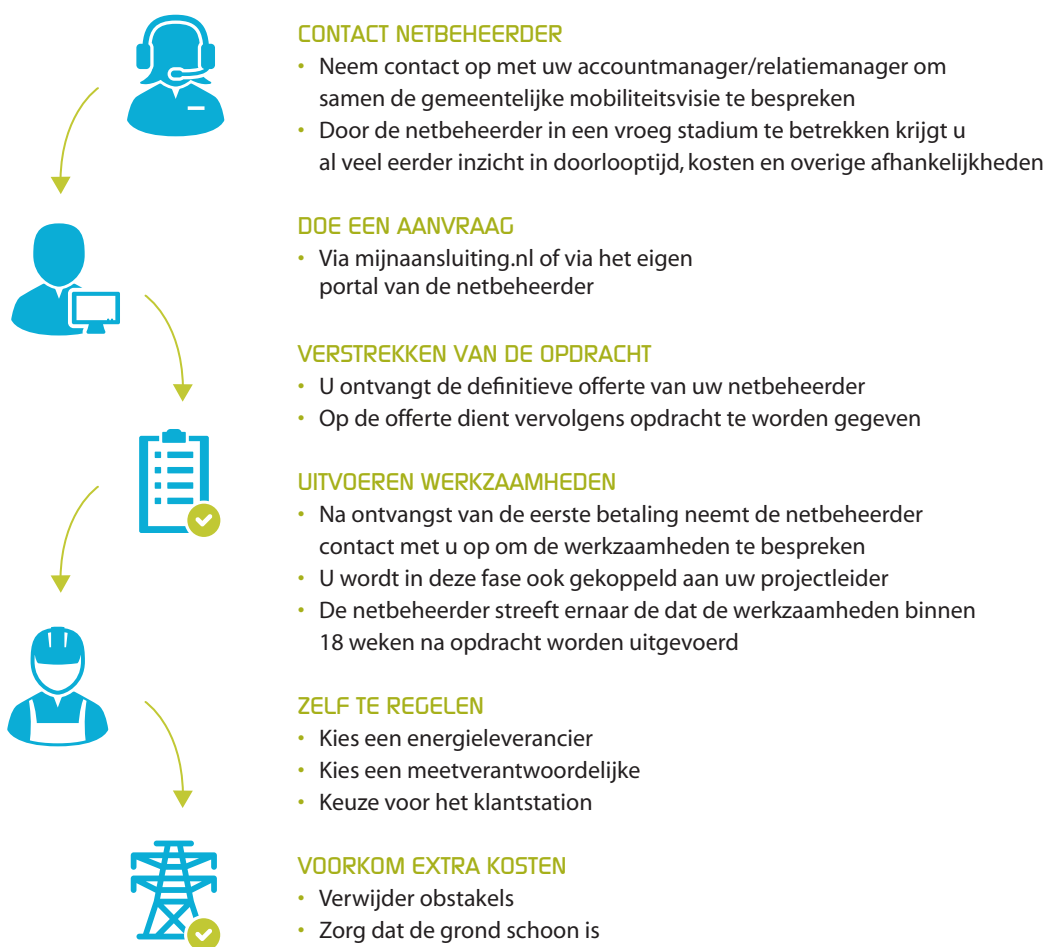 CONTACT NETBEHEERDER
• Neem contact op met uw accountmanager/relatiemanager om
samen de gemeentelijke mobiliteitsvisie te bespreken
• Door de netbeheerder in een vroeg stadium te betrekken krijgt u
al veel eerder inzicht in doorlooptijd, kosten en overige afhankelijkheden
DOE EEN AANVRAAG
• Via mijnaansluiting.nl of via het eigen
portal van de netbeheerder
VERSTREKKEN VAN DE OPDRACHT
• U ontvangt de definitieve offerte van uw netbeheerder
• Op de offerte dient vervolgens opdracht te worden gegeven
UITVOEREN WERKZAAMHEDEN
• Na ontvangst van de eerste betaling neemt de netbeheerder
contact met u op om de werkzaamheden te bespreken
• U wordt in deze fase ook gekoppeld aan uw projectleider
• De netbeheerder streeft ernaar de dat de werkzaamheden binnen
18 weken na opdracht worden uitgevoerd
ZELF TE REGELEN
• Kies een energieleverancier
• Kies een meetverantwoordelijke
• Keuze voor het klantstation
VOORKOM EXTRA KOSTEN
• Verwijder obstakels
• Zorg dat de grond schoon is